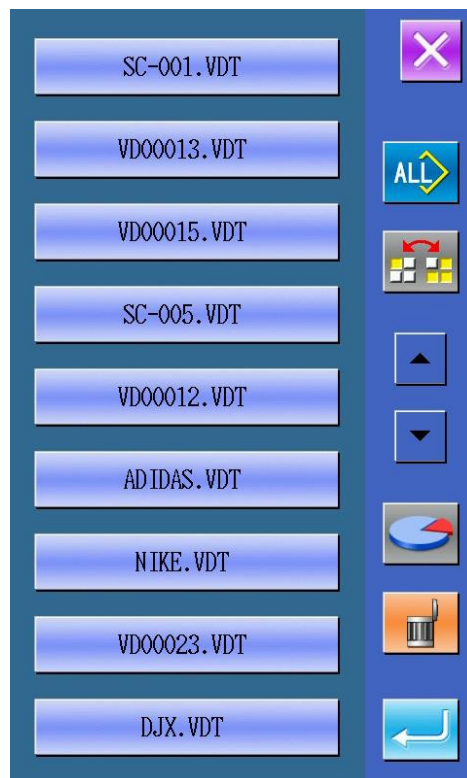 SC-001.VDT
VD00013.VDT
ALL
VD00015.VDT
SC-005.VDT
VD00012.VDT
ADIDAS.VDT
NIKE.VDT
VD00023.VDT
DJX.VDT